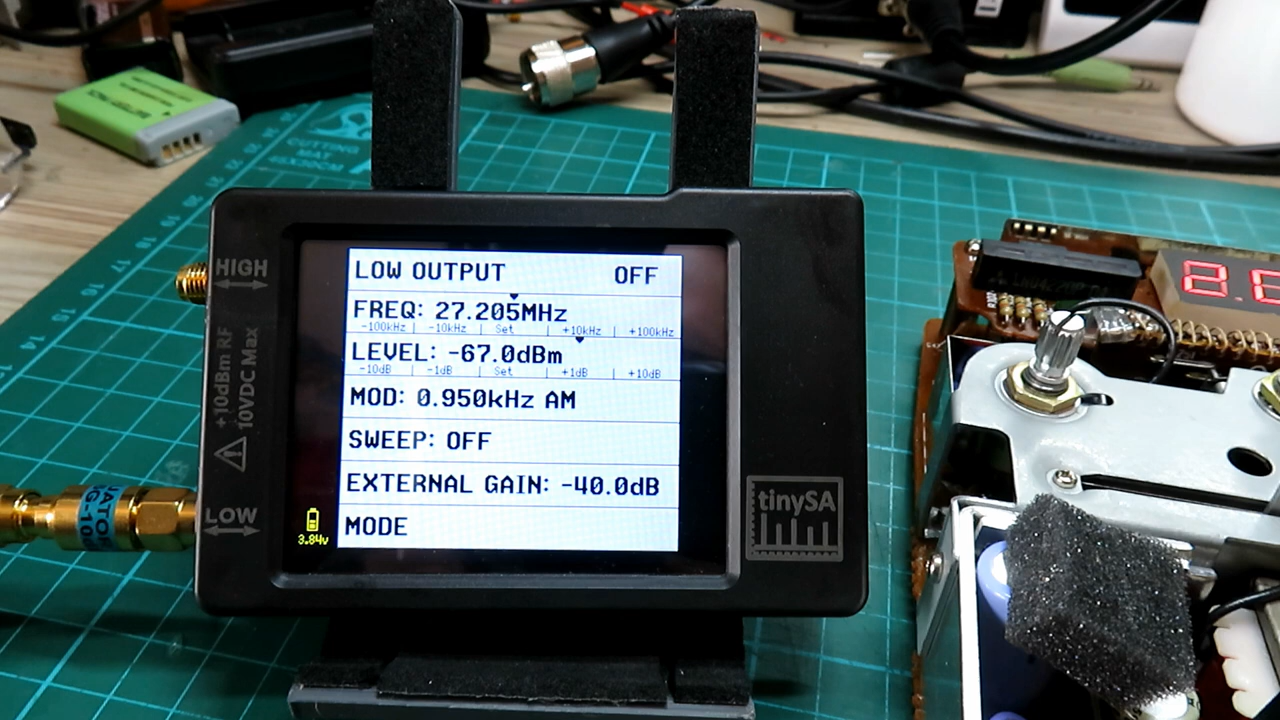 HIGH
+10dBm RF
10VDC Max
LOW
LOW OUTPUT OFF
FREQ: 27.205MHz
-100kHz | -10kHz | Set | +10kHz | +100kHz
LEVEL: -67.0dBm
-10dB | -1dB | Set | +1dB | +10dB
MOD: 0.950kHz AM
SWEEP: OFF
EXTERNAL GAIN: -40.0dB
MODE
3.84v
tinySA
CUTTING
MAT